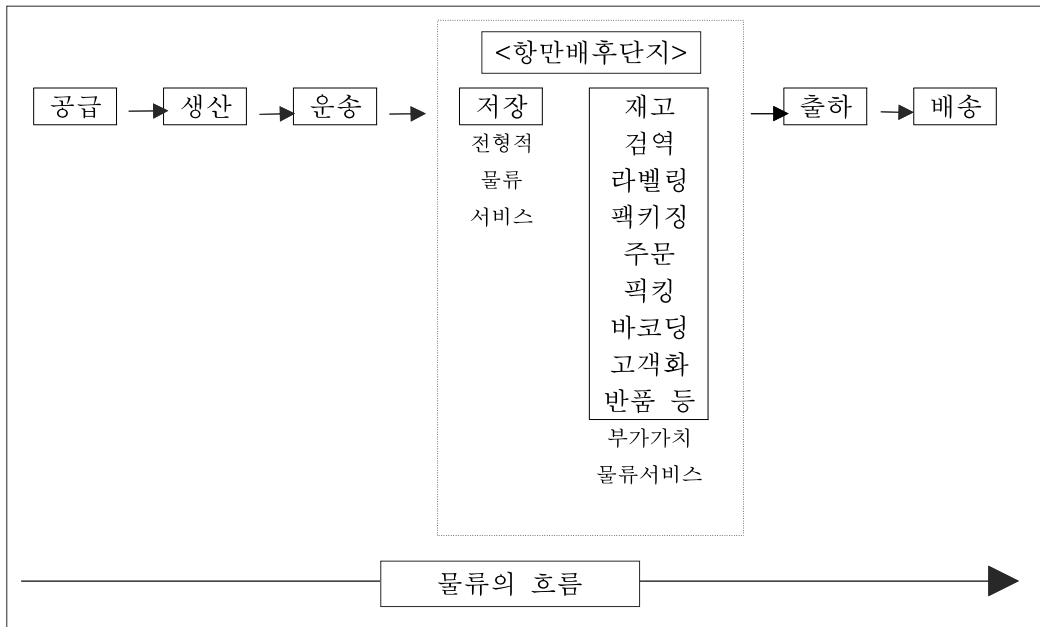 <항만배후단지>
공급
생산
운송
저장
전형적
물류
서비스
재고
검역
라벨링
팩키징
주문
픽킹
바코딩
고객화
반품 등
부가가치
물류서비스
출하
배송
물류의 흐름